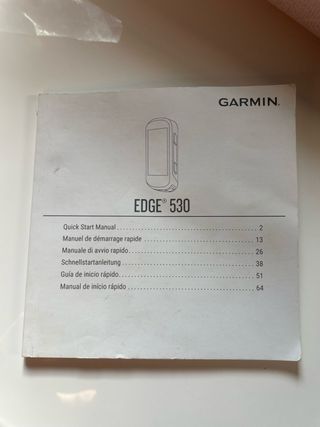 GARMIN.
EDGE® 530
Quick Start Manual ........ 2
Manuel de démarrage rapide ........ 13
Manuale di avvio rapido ........ 26
Schnellstartanleitung ........ 38
Guía de inicio rápido ........ 51
Manual de início rápido ........ 64